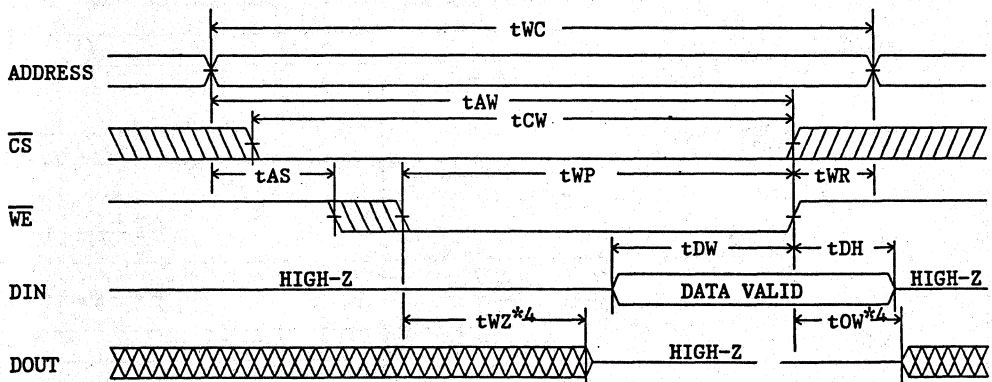 tWC
ADDRESS
tAW
tCW
CS
tAS
tWP
tWR
WE
tDW
tDH
HIGH-Z
HIGH-Z
DIN
DATA VALID
tWZ*4
tOW*4
HIGH-Z
DOUT